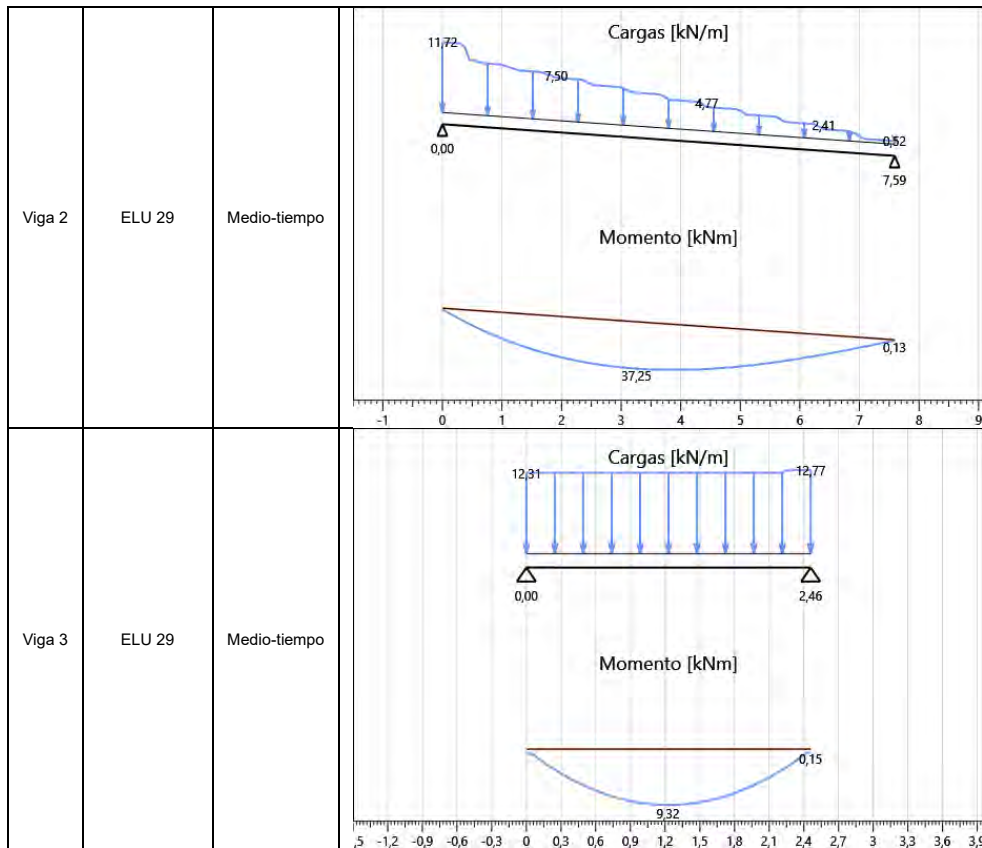 Cargas [kN/m]
11,72
7,50
4,77
2,41
0,52
0,00
7,59
Viga 2
ELU 29
Medio-tiempo
Momento [kNm]
0,13
37,25
-1 0 1 2 3 4 5 6 7 8 9
Cargas [kN/m]
12,31
12,77
0,00
2,46
Viga 3
ELU 29
Medio-tiempo
Momento [kNm]
0,15
9,32
,5 -1,2 -0,9 -0,6 -0,3 0 0,3 0,6 0,9 1,2 1,5 1,8 2,1 2,4 2,7 3 3,3 3,6 3,9